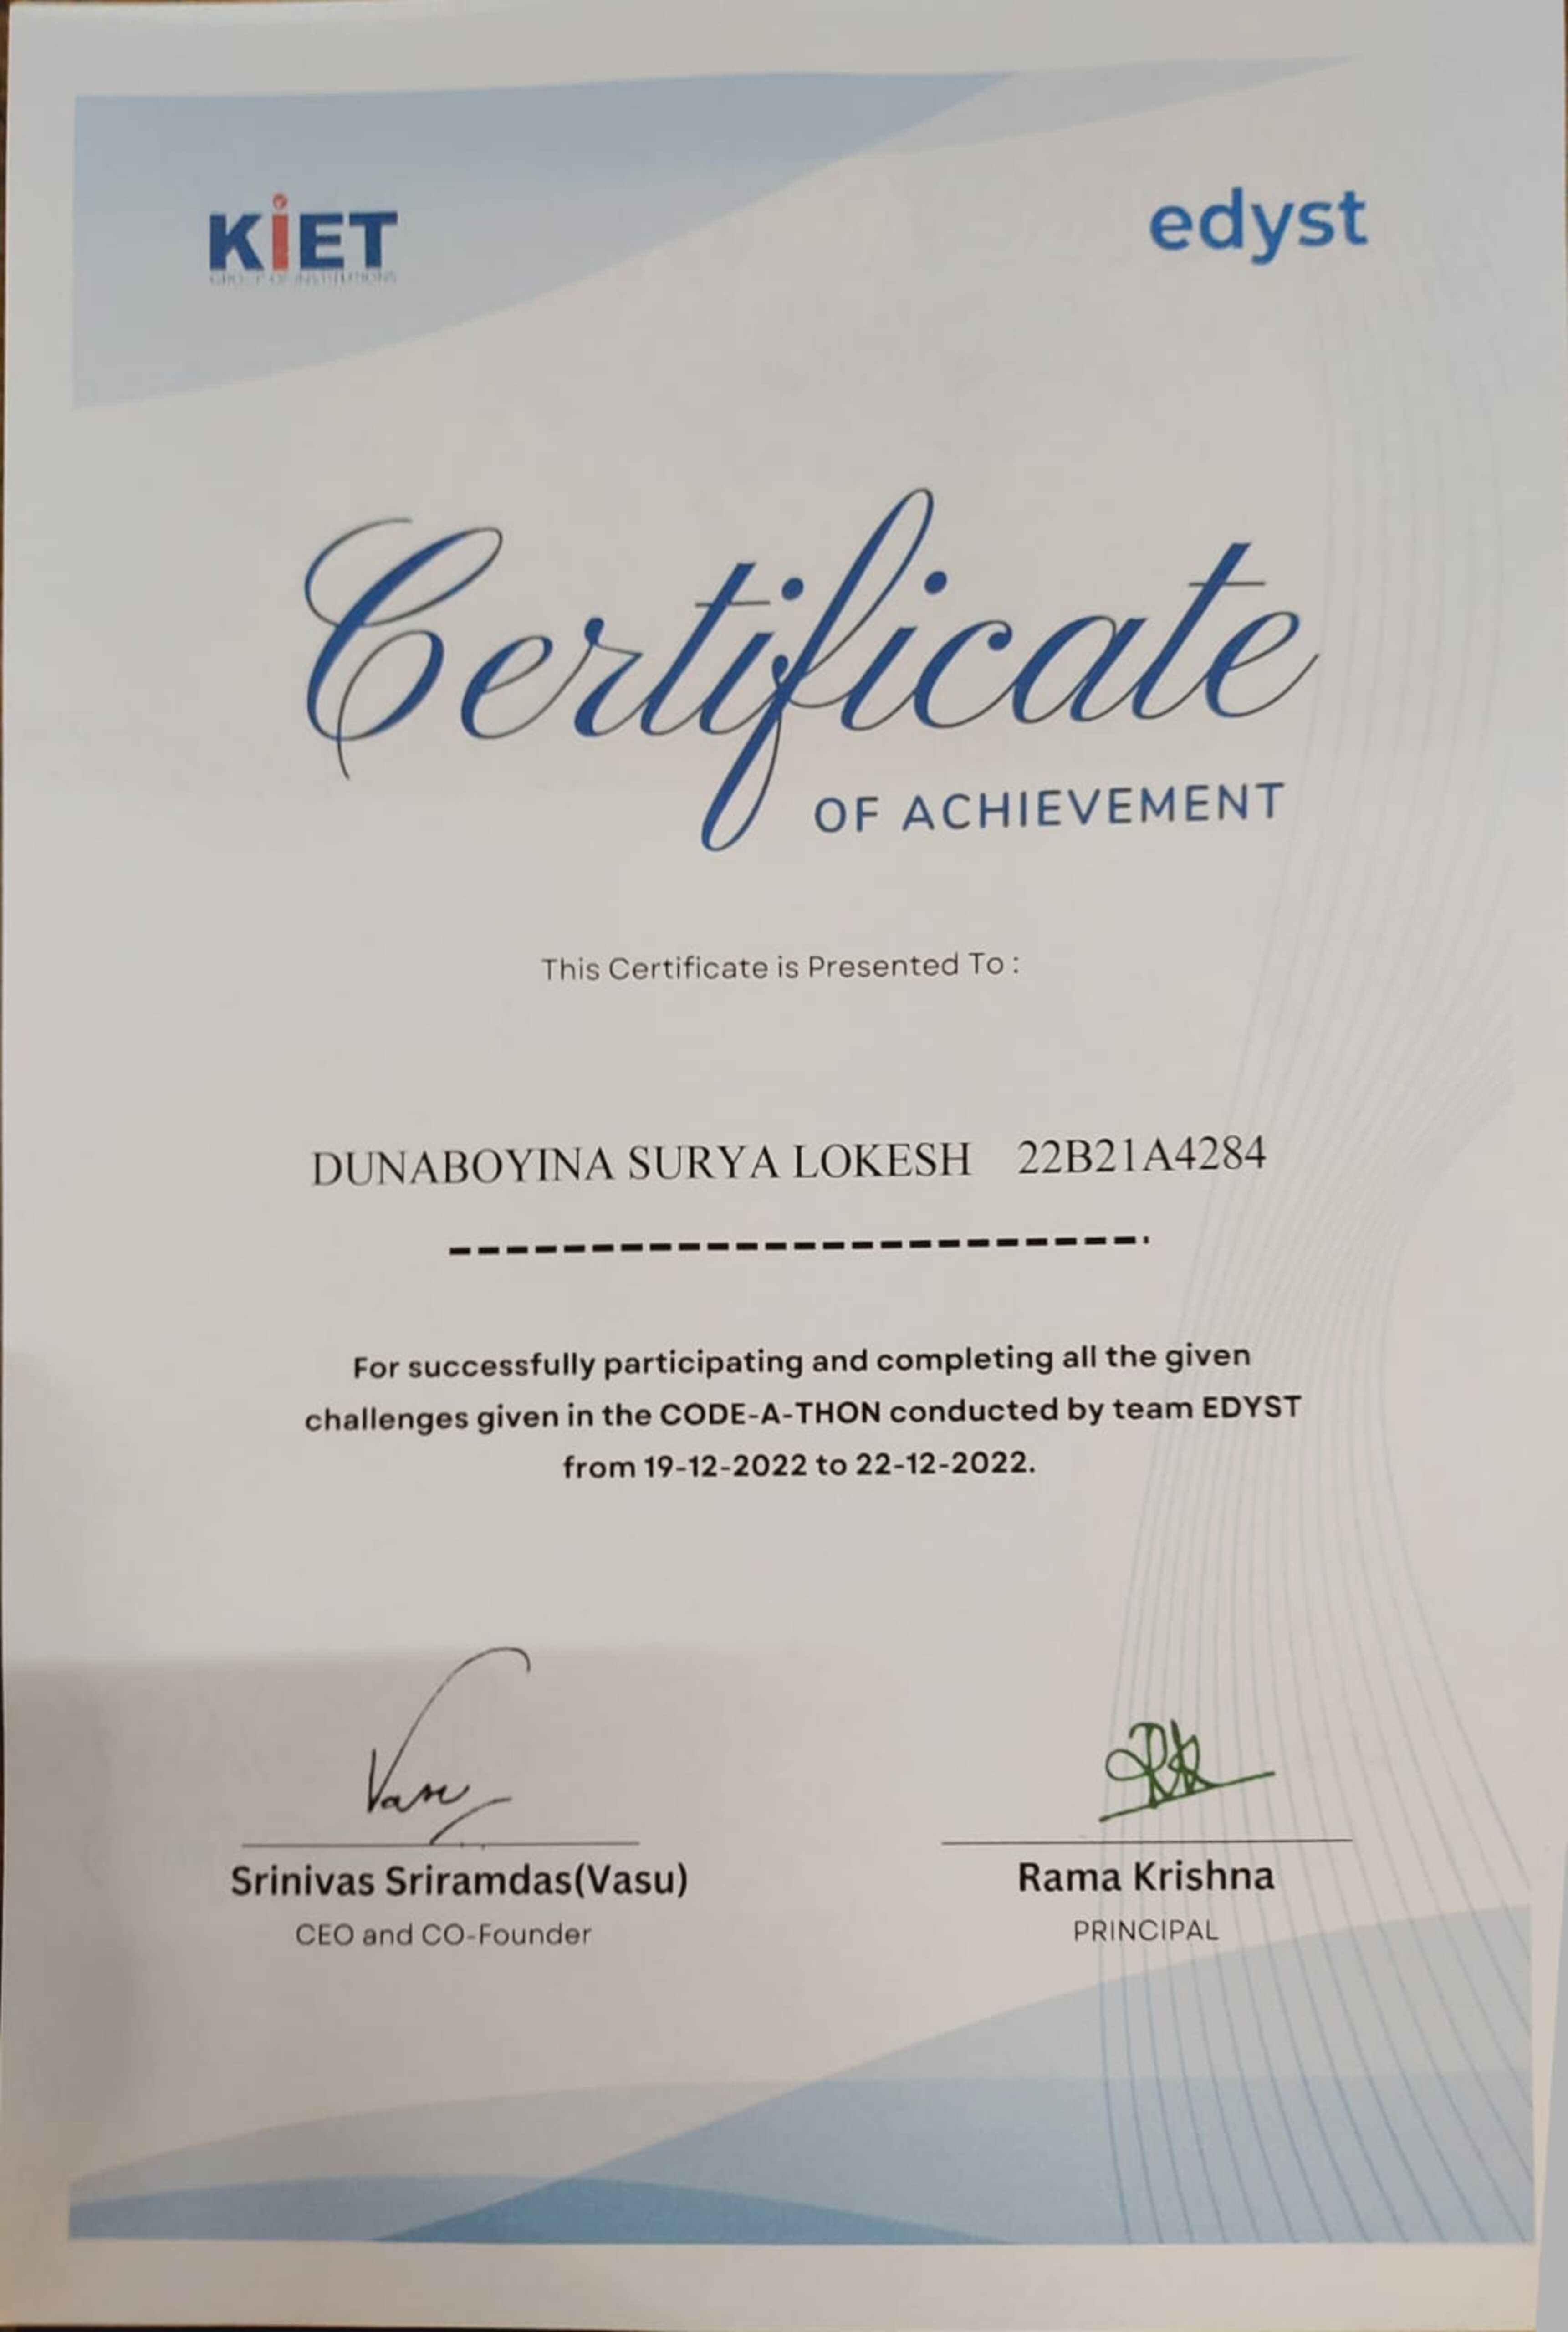 KiET
GROUP OF INSTITUTIONS
edyst
Certificate
OF ACHIEVEMENT
This Certificate is Presented To :
DUNABOYINA SURYA LOKESH 22B21A4284
For successfully participating and completing all the given
challenges given in the CODE-A-THON conducted by team EDYST
from 19-12-2022 to 22-12-2022.
Vasu
Srinivas Sriramdas(Vasu)
CEO and CO-Founder
Rama Krishna
PRINCIPAL